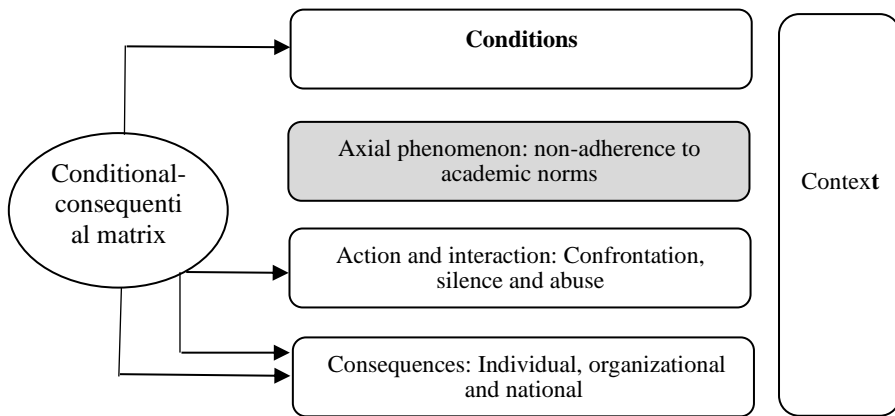 Conditions
Axial phenomenon: non-adherence to
academic norms
Conditional-
consequenti
al matrix
Context
Action and interaction: Confrontation,
silence and abuse
Consequences: Individual, organizational
and national